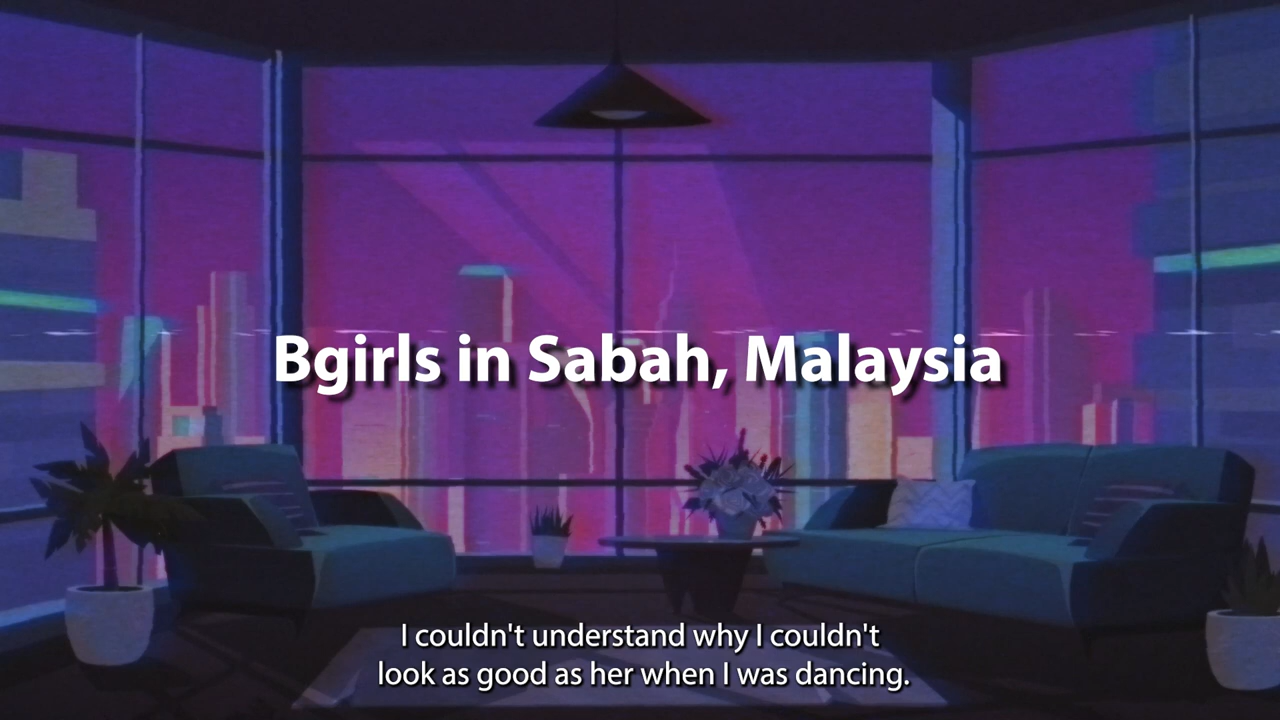 Bgirls in Sabah, Malaysia
I couldn't understand why I couldn't
look as good as her when I was dancing.